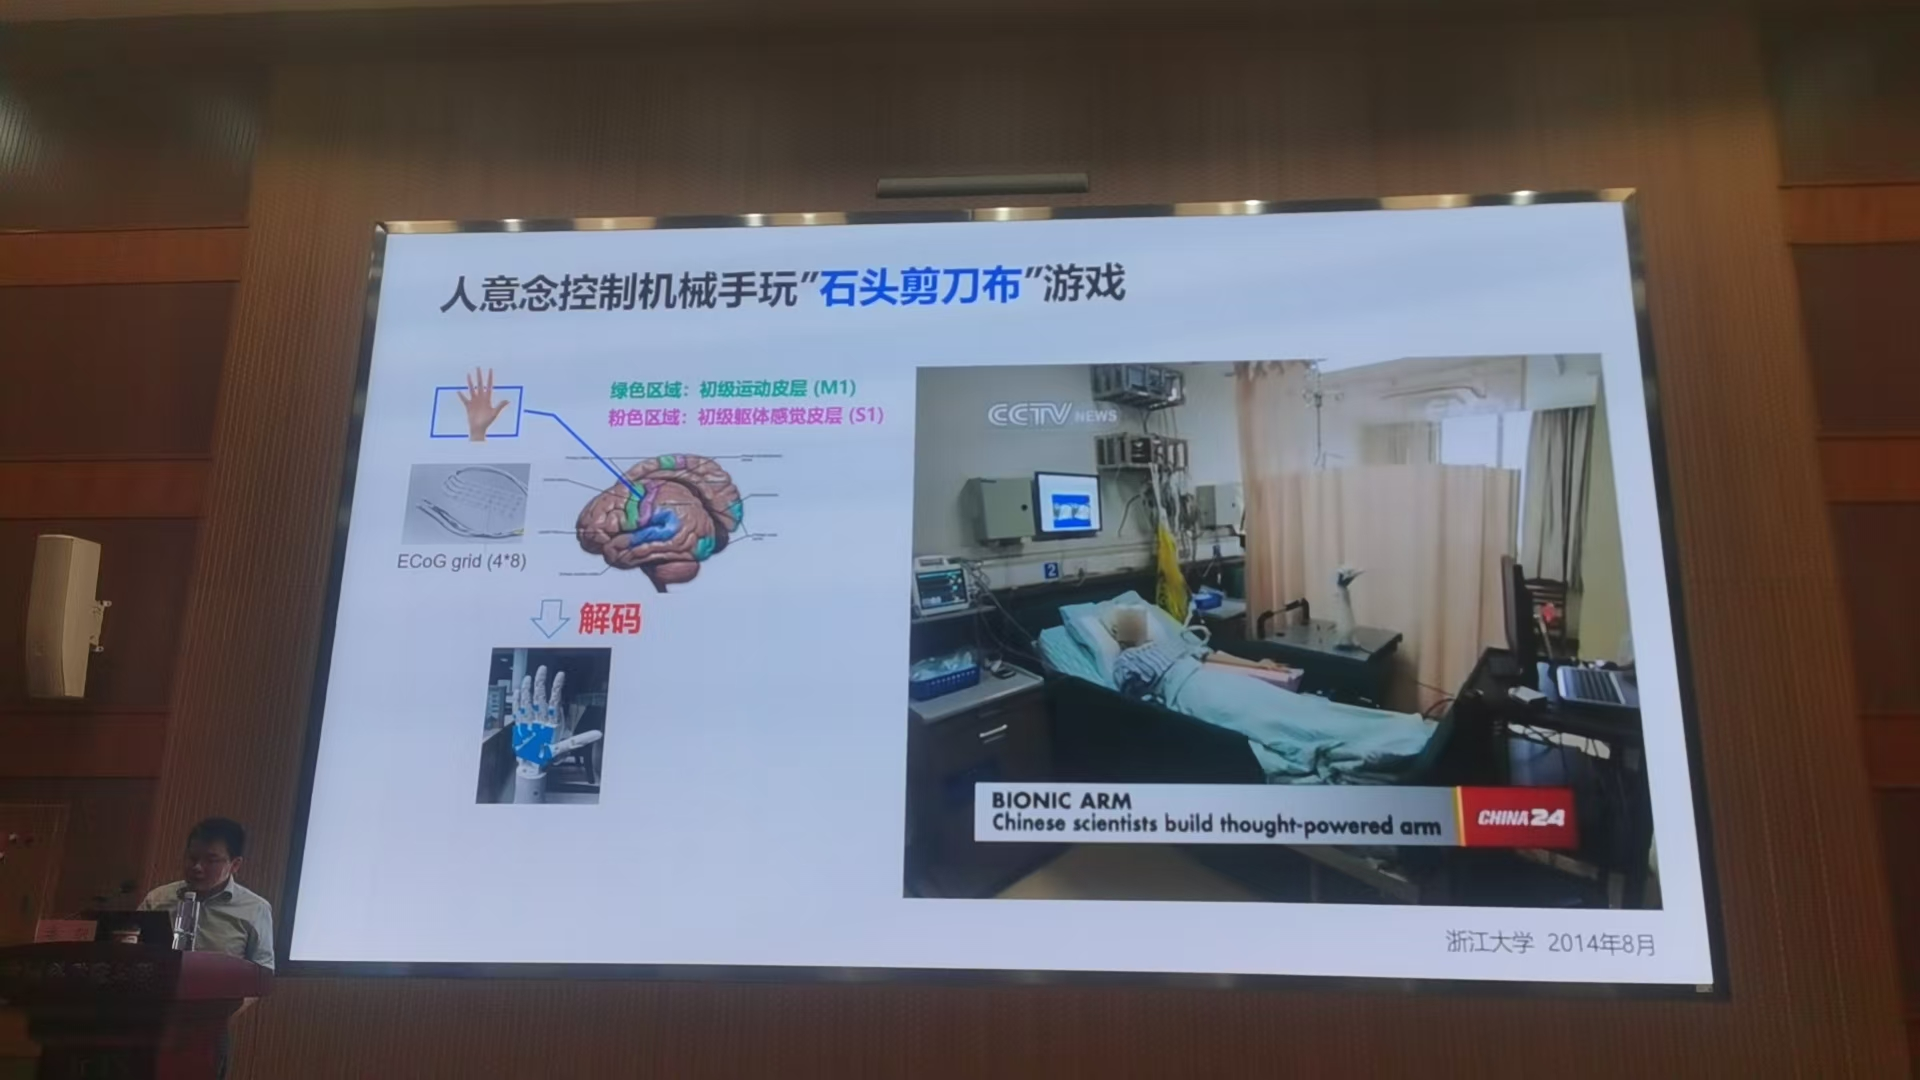 人意念控制机械手玩"石头剪刀布"游戏
绿色区域：初级运动皮层 (M1)
粉色区域：初级躯体感觉皮层 (S1)
ECoG grid (4*8)
解码
CCTV NEWS
2
BIONIC ARM
Chinese scientists build thought-powered arm
CHINA 24
浙江大学 2014年8月